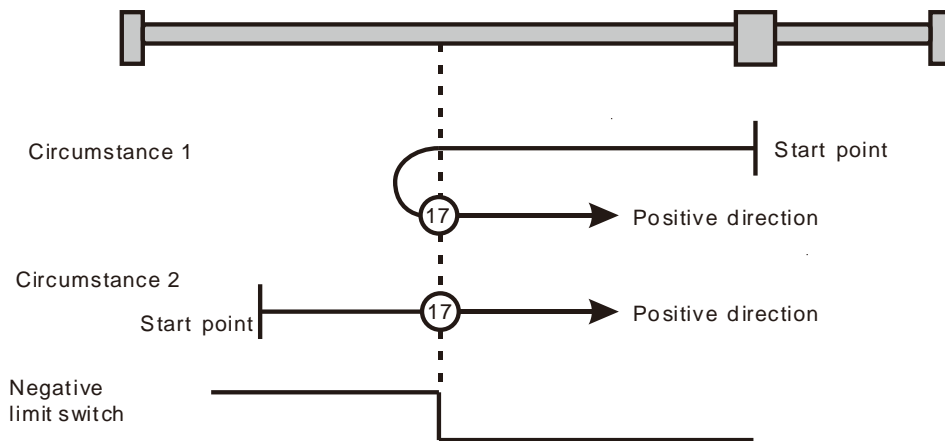 Circumstance 1
Start point
17
Positive direction
Circumstance 2
Start point
17
Positive direction
Negative
limit switch